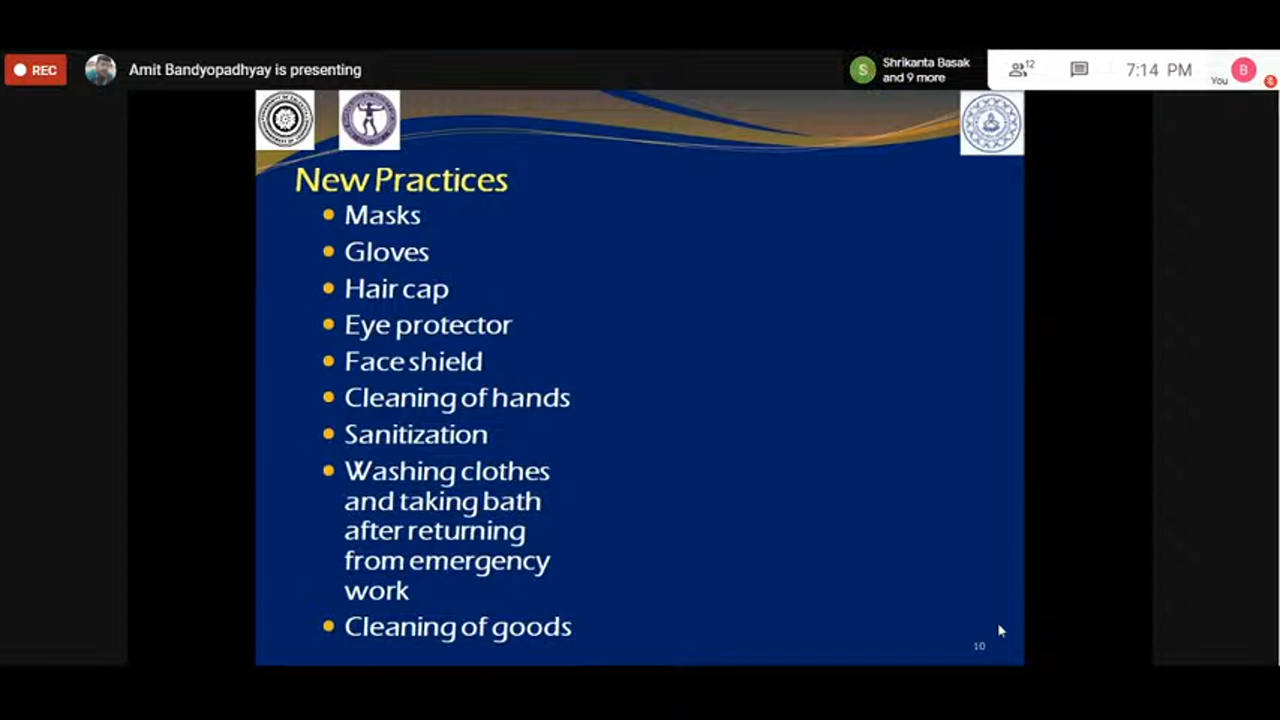 REC
Amit Bandyopadhyay is presenting
S
Shrikanta Basak
and 9 more
12
7:14 PM
You
B
New Practices
Masks
Gloves
Hair cap
Eye protector
Face shield
Cleaning of hands
Sanitization
Washing clothes
and taking bath
after returning
from emergency
work
Cleaning of goods
10